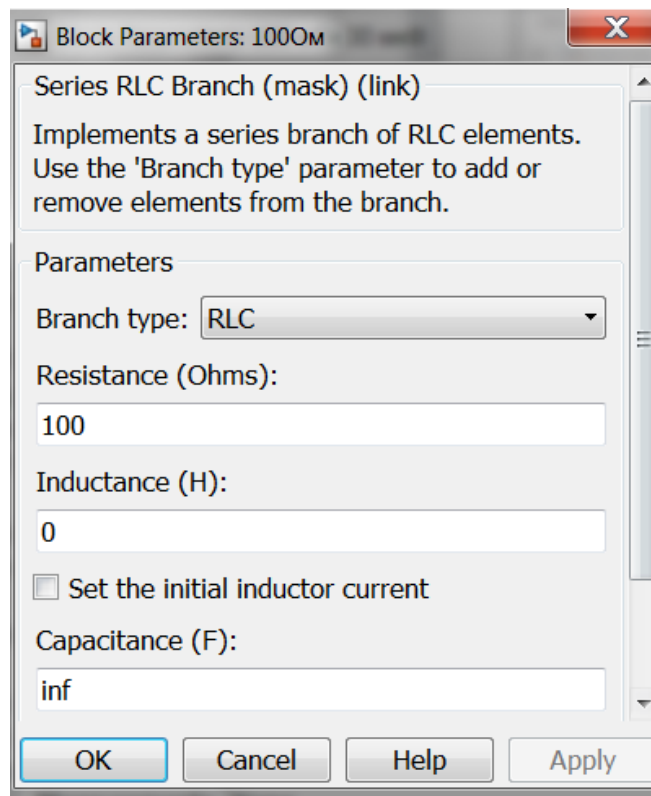 Block Parameters: 100Ом
Series RLC Branch (mask) (link)
Implements a series branch of RLC elements.
Use the 'Branch type' parameter to add or
remove elements from the branch.
Parameters
Branch type: RLC
Resistance (Ohms):
100
Inductance (H):
0
Set the initial inductor current
Capacitance (F):
inf
OK Cancel Help Apply